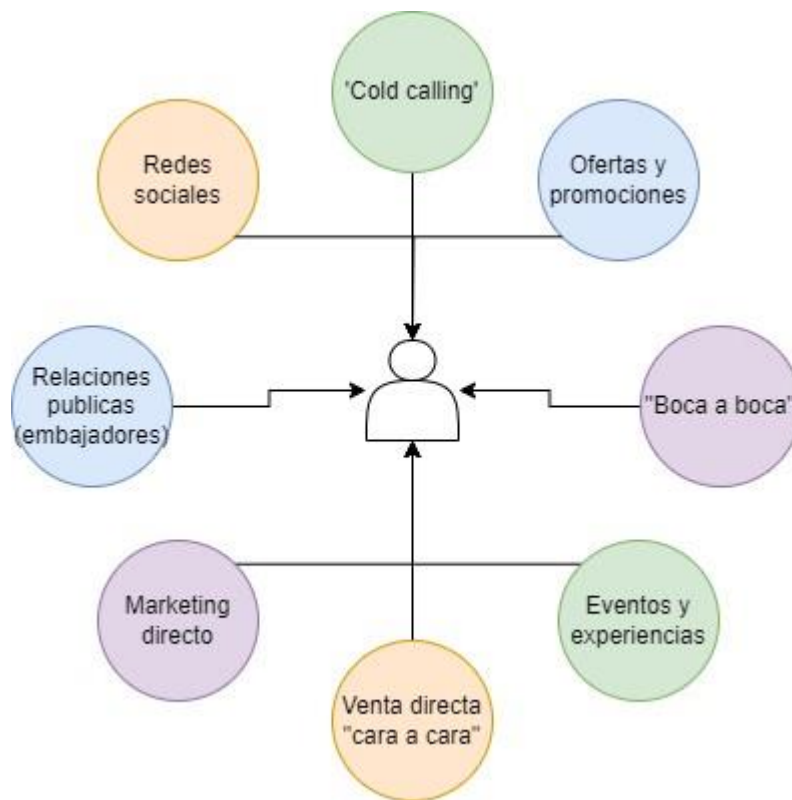 'Cold calling'
Redes
sociales
Ofertas y
promociones
Relaciones
publicas
(embajadores)
"Boca a boca"
Marketing
directo
Eventos y
experiencias
Venta directa
"cara a cara"